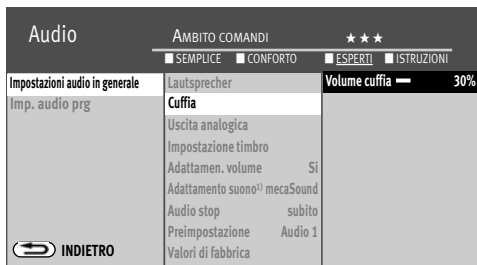 Audio
AMBITO COMANDI ★★★
SEMPLICE CONFORTO ESPERTI ISTRUZIONI
Impostazioni audio in generale
Imp. audio prg
Lautsprecher
Cuffia
Uscita analogica
Impostazione timbro
Adattamen. volume Si
Adattamento suono1) mecaSound
Audio stop subito
Preimpostazione Audio 1
Valori di fabbrica
Volume cuffia 30%
INDIETRO